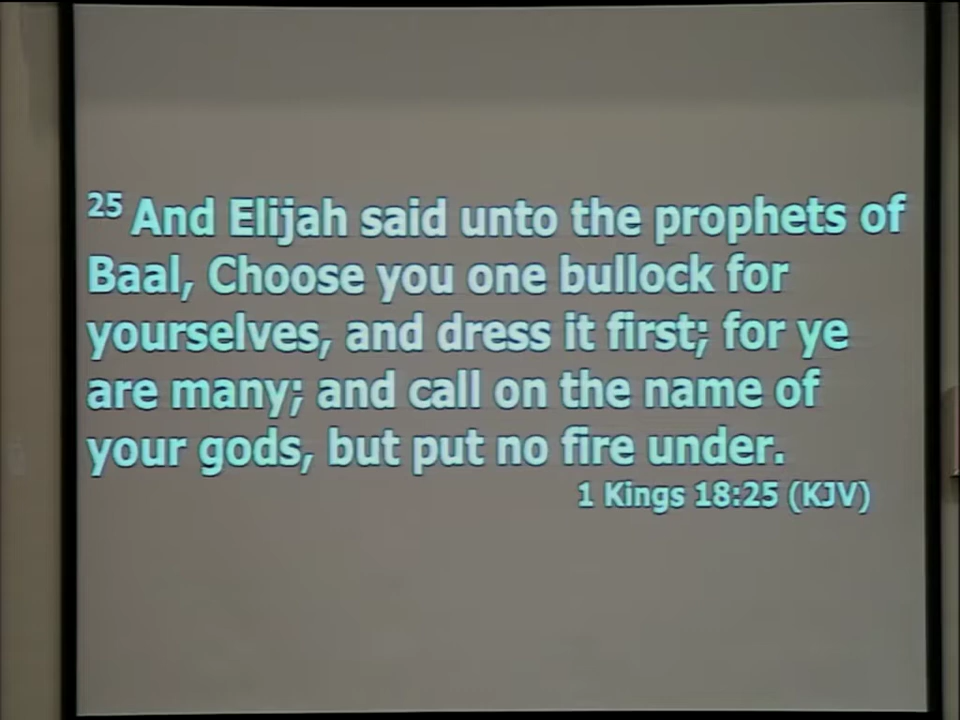 25 And Elijah said unto the prophets of
Baal, Choose you one bullock for
yourselves, and dress it first; for ye
are many; and call on the name of
your gods, but put no fire under.
1 Kings 18:25 (KJV)